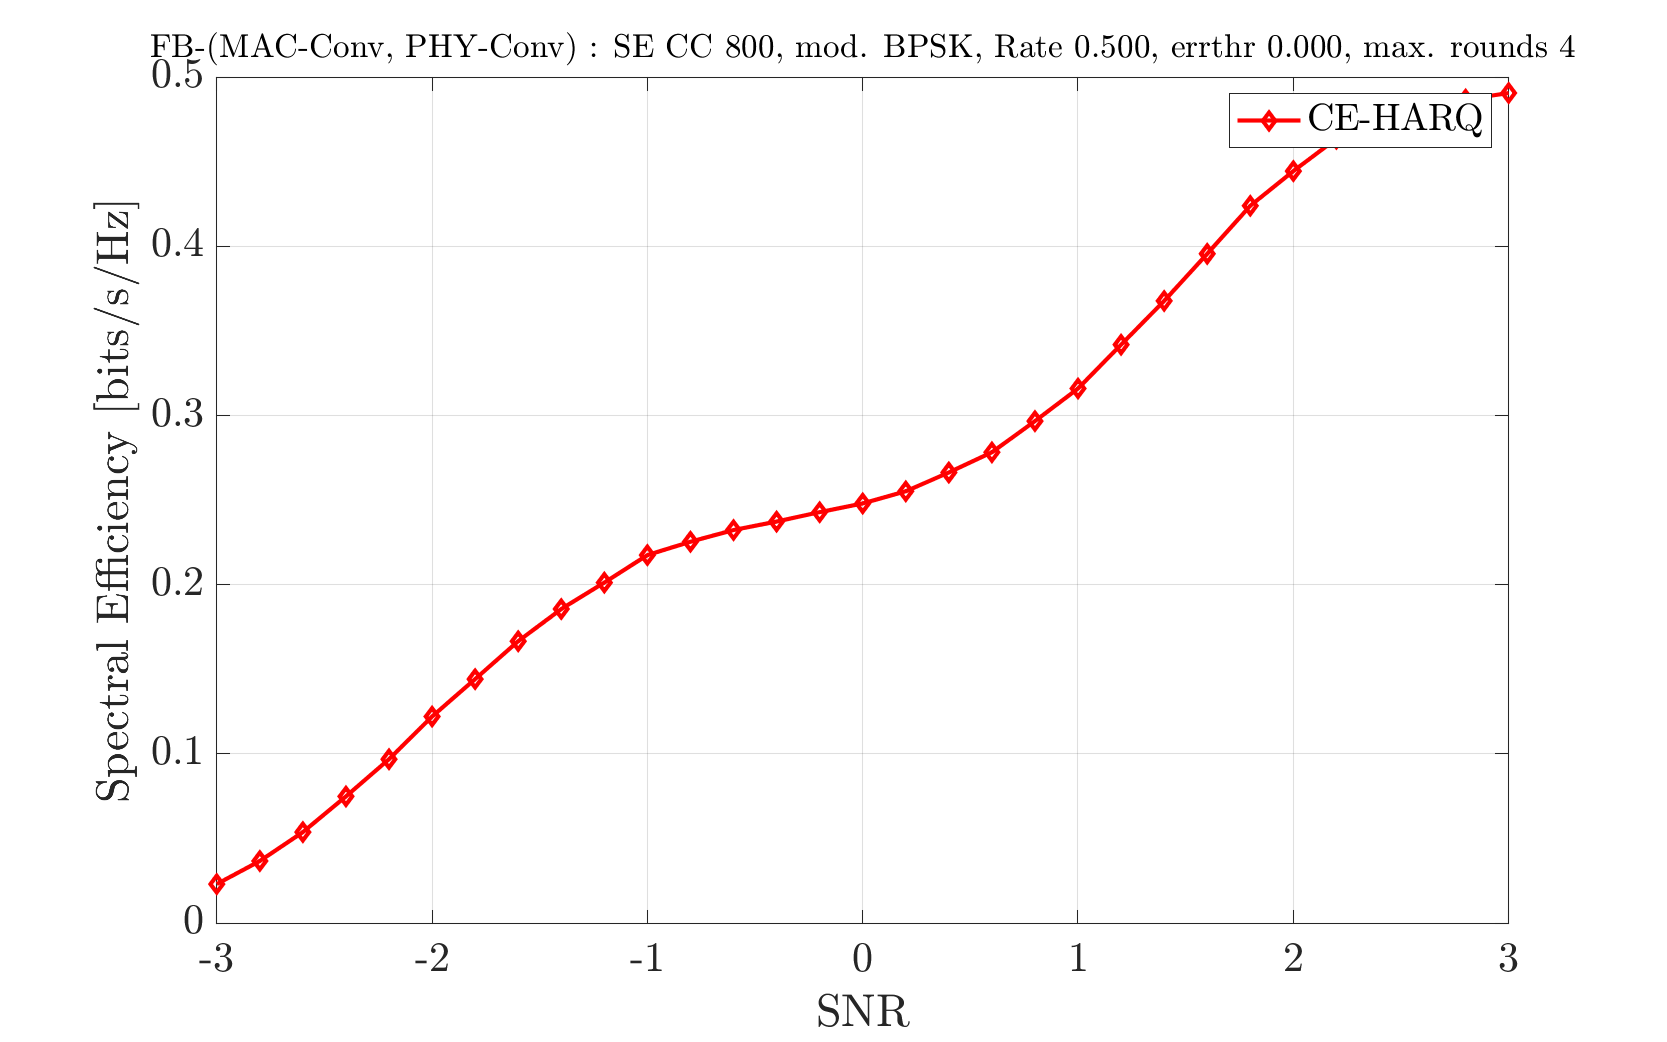 FB-(MAC-Conv, PHY-Conv) : SE CC 800, mod. BPSK, Rate 0.500, errthr 0.000, max. rounds 4
0.5
CE-HARQ
0.4
0.3
0.2
0.1
0
Spectral Efficiency [bits/s/Hz]
-3 -2 -1 0 1 2 3
SNR